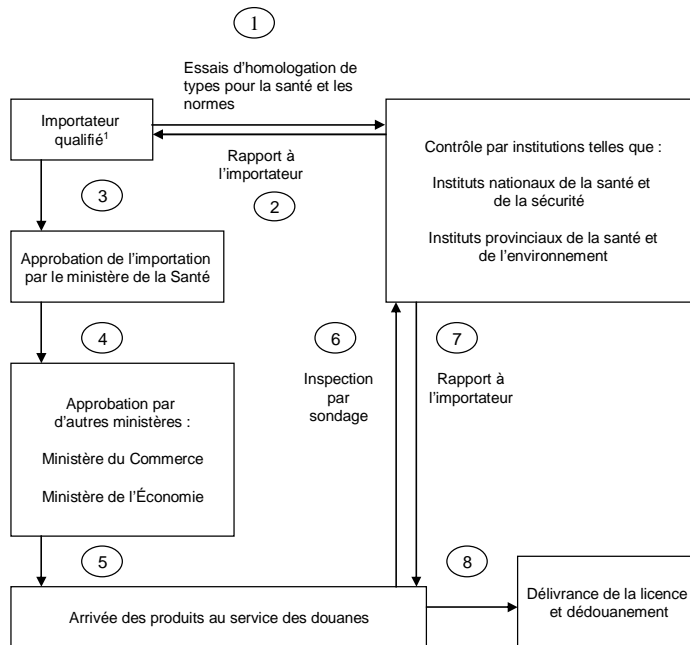 1
Essais d'homologation de
types pour la santé et les
normes
Importateur
qualifié¹
Rapport à
l'importateur
2
Contrôle par institutions telles que :
Instituts nationaux de la santé et
de la sécurité
Instituts provinciaux de la santé et
de l'environnement
3
Approbation de l'importation
par le ministère de la Santé
4
Approbation par
d'autres ministères :
Ministère du Commerce
Ministère de l'Économie
6
Inspection
par
sondage
7
Rapport à
l'importateur
5
Arrivée des produits au service des douanes
8
Délivrance de la licence
et dédouanement